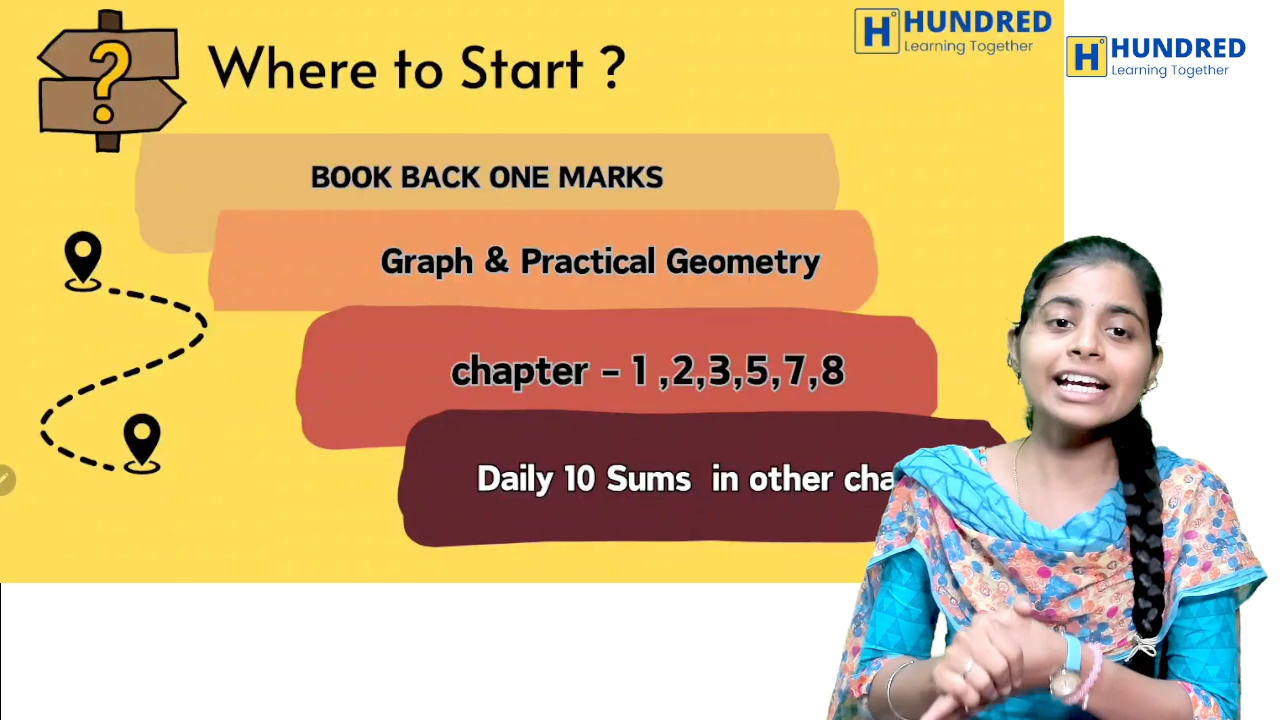 Where to Start ?
H° HUNDRED
Learning Together
H° HUNDRED
Learning Together
BOOK BACK ONE MARKS
Graph & Practical Geometry
chapter - 1 ,2,3,5,7,8
Daily 10 Sums in other cha